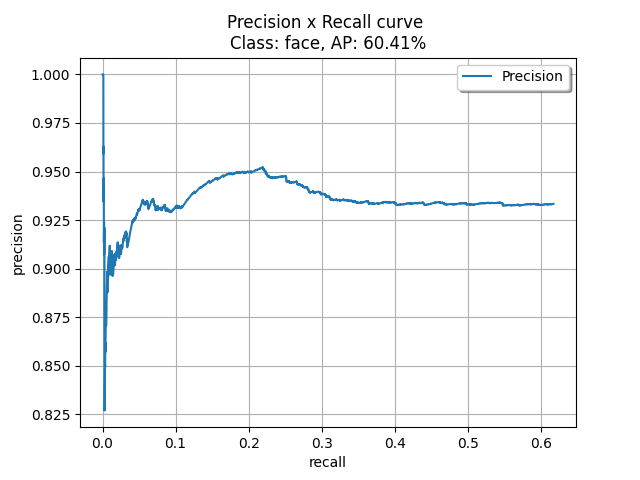 Precision x Recall curve
Class: face, AP: 60.41%
Precision
1.000
0.975
0.950
0.925
0.900
0.875
0.850
0.825
precision
0.0 0.1 0.2 0.3 0.4 0.5 0.6
recall